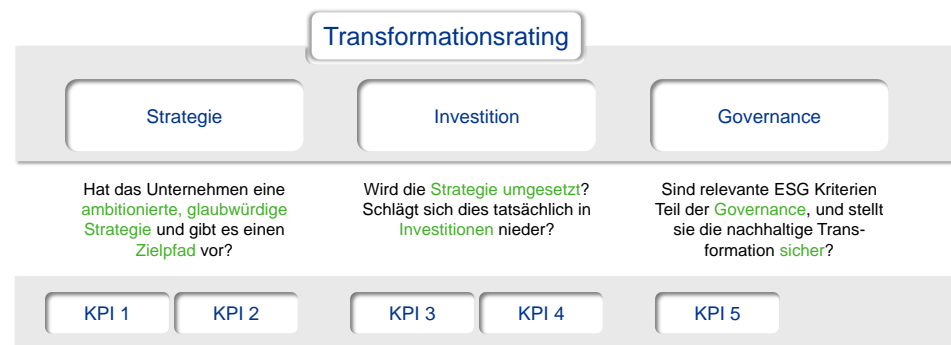 Transformationsrating
Strategie
Investition
Governance
Hat das Unternehmen eine
ambitionierte, glaubwürdige
Strategie und gibt es einen
Zielpfad vor?
Wird die Strategie umgesetzt?
Schlägt sich dies tatsächlich in
Investitionen nieder?
Sind relevante ESG Kriterien
Teil der Governance, und stellt
sie die nachhaltige Trans-
formation sicher?
KPI 1
KPI 2
KPI 3
KPI 4
KPI 5